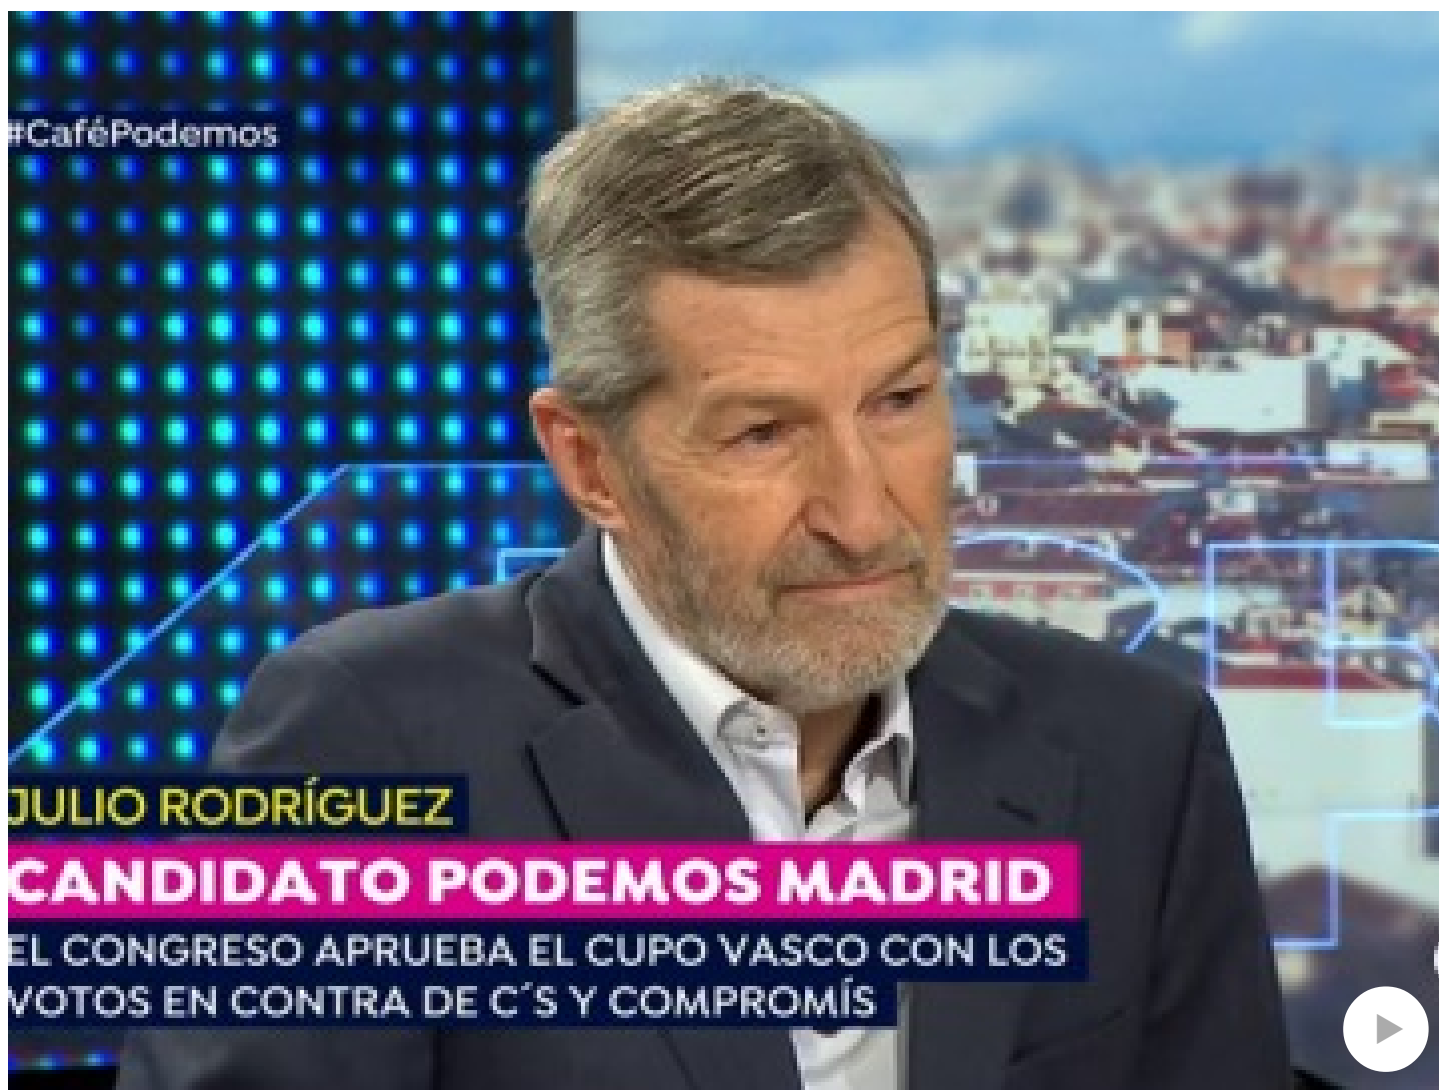 #CaféPodemos
JULIO RODRÍGUEZ
CANDIDATO PODEMOS MADRID
EL CONGRESO APRUEBA EL CUPO VASCO CON LOS
VOTOS EN CONTRA DE C´S Y COMPROMÍS